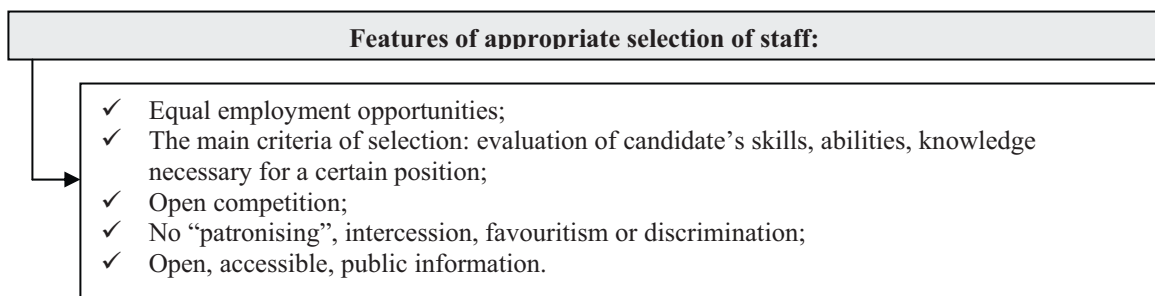 Features of appropriate selection of staff:
✓ Equal employment opportunities;
✓ The main criteria of selection: evaluation of candidate’s skills, abilities, knowledge
necessary for a certain position;
✓ Open competition;
✓ No “patronising”, intercession, favouritism or discrimination;
✓ Open, accessible, public information.